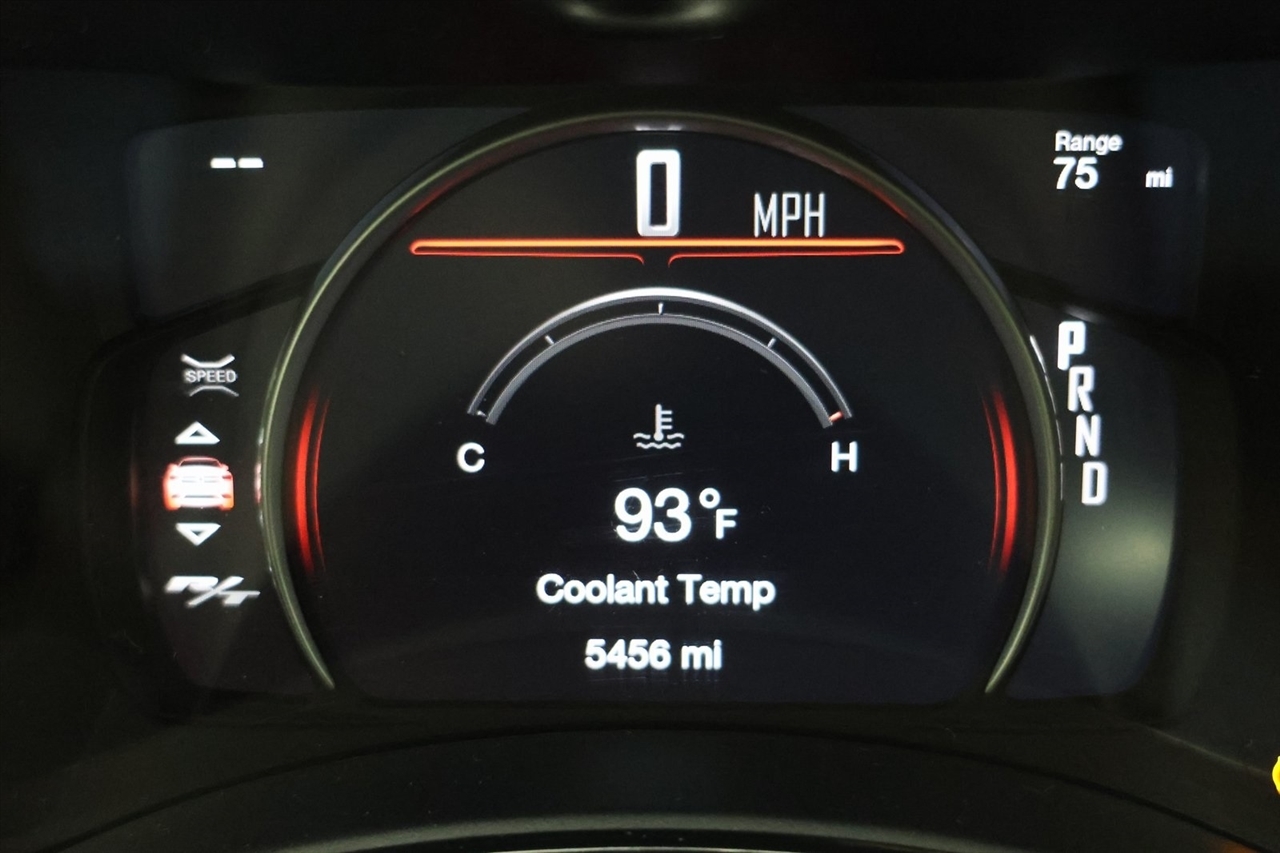 --
Range
75 mi
0 MPH
SPEED
P
R
N
D
C
H
93°F
R/T
Coolant Temp
5456 mi